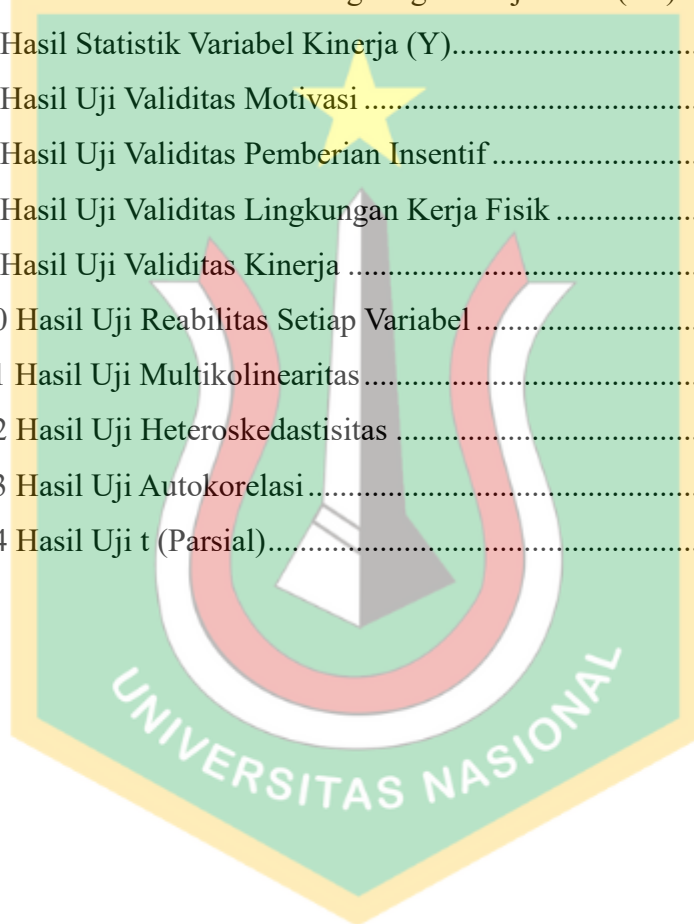 Hasil Statistik Variabel Kinerja (Y)..............................
Hasil Uji Validitas Motivasi........................................
Hasil Uji Validitas Pemberian Insentif.........................
Hasil Uji Validitas Lingkungan Kerja Fisik..................
Hasil Uji Validitas Kinerja..........................................
0 Hasil Uji Reabilitas Setiap Variabel...........................
1 Hasil Uji Multikolinearitas........................................
2 Hasil Uji Heteroskedastisitas....................................
3 Hasil Uji Autokorelasi..............................................
4 Hasil Uji t (Parsial)...................................................
UNIVERSITAS NASIONAL